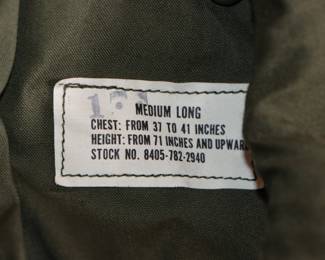 MEDIUM LONG
CHEST: FROM 37 TO 41 INCHES
HEIGHT: FROM 71 INCHES AND UPWAR
STOCK NO. 8405-782-2940